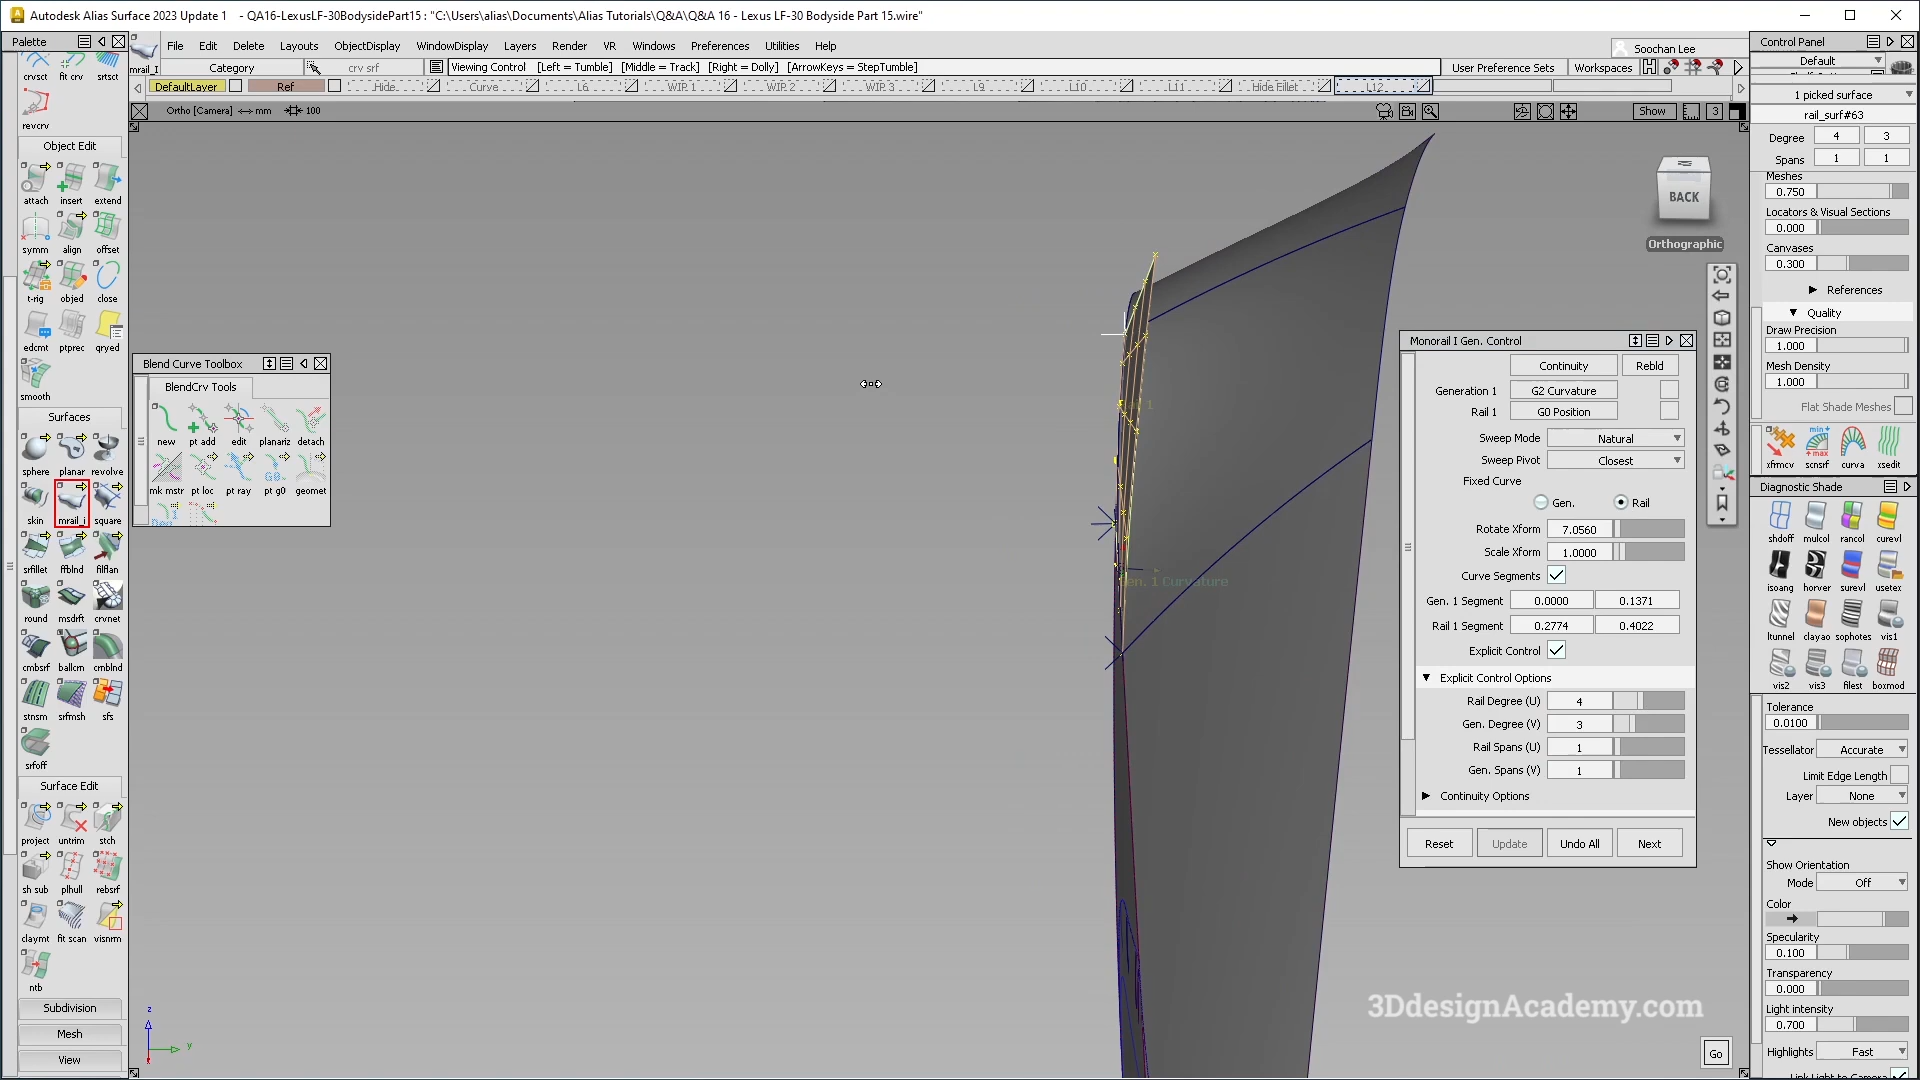 Autodesk Alias Surface 2023 Update 1 - QA16-LexusLF-30BodysidePart15 : "C:\Users\alias\Documents\Alias Tutorials\Q&A\Q&A 16 - Lexus LF-30 Bodyside Part 15.wire"
Palette
mrail_i
File Edit Delete Layouts ObjectDisplay WindowDisplay Layers Render VR Windows Preferences Utilities Help
Soochan Lee
Category crv srf Viewing Control [Left = Tumble] [Middle = Track] [Right = Dolly] [ArrowKeys = StepTumble] User Preference Sets Workspaces
DefaultLayer Ref Hide Curve L6 WIP 1 WIP 2 WIP 3 L9 L10 L11 Hide Fillet L12
Ortho [Camera] mm 100 Show 3
crvsct fit crv srtsct
revcrv
Object Edit
attach insert extend
symm align offset
t-rig objed close
edcmt ptprec qryed
smooth
Surfaces
sphere planar revolve
skin mrail_i square
srfillet ffblnd filflan
round msdrft crvnet
cmbsrf ballcrn crnblnd
stnsm srfmsh sfs
srfoff
Surface Edit
project untrim stch
sh sub plhull rebsrf
claymt fit scan visnrm
ntb
Subdivision
Mesh
View
Blend Curve Toolbox
BlendCrv Tools
new pt add edit planariz detach
mk mstr pt loc pt ray pt g0 geomet
Gen. 1 Curvature
z
y
BACK
Orthographic
Monorail I Gen. Control
Continuity Rebld
Generation 1 G2 Curvature
Rail 1 G0 Position
Sweep Mode Natural
Sweep Pivot Closest
Fixed Curve
Gen. Rail
Rotate Xform 7.0560
Scale Xform 1.0000
Curve Segments
Gen. 1 Segment 0.0000 0.1371
Rail 1 Segment 0.2774 0.4022
Explicit Control
Explicit Control Options
Rail Degree (U) 4
Gen. Degree (V) 3
Rail Spans (U) 1
Gen. Spans (V) 1
Continuity Options
Reset Update Undo All Next
3DdesignAcademy.com
Go
Control Panel
Default
1 picked surface
rail_surf#63
Degree 4 3
Spans 1 1
Meshes
0.750
Locators & Visual Sections
0.000
Canvases
0.300
References
Quality
Draw Precision
1.000
Mesh Density
1.000
Flat Shade Meshes
xfrmcv scnsrf curva xsedit
Diagnostic Shade
shdoff mulcol rancol curevl
isoang horver surevl usetex
ltunnel clayao sophotes vis1
vis2 vis3 filest boxmod
Tolerance
0.0100
Tessellator Accurate
Limit Edge Length
Layer None
New objects
Show Orientation
Mode Off
Color
Specularity
0.100
Transparency
0.000
Light intensity
0.700
Highlights Fast